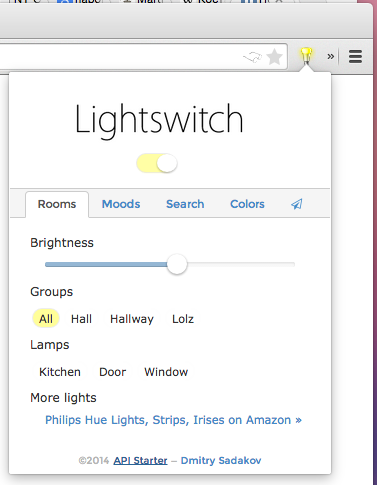 Lightswitch
Rooms Moods Search Colors
Brightness
Groups
All Hall Hallway Lolz
Lamps
Kitchen Door Window
More lights
Philips Hue Lights, Strips, Irises on Amazon »
©2014 API Starter – Dmitry Sadakov